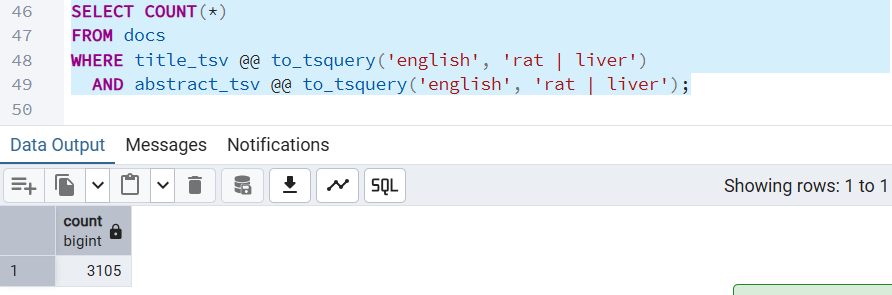 46 SELECT COUNT(*)
47 FROM docs
48 WHERE title_tsv @@ to_tsquery('english', 'rat | liver')
49 AND abstract_tsv @@ to_tsquery('english', 'rat | liver');
50
Data Output Messages Notifications
SQL Showing rows: 1 to 1
count
bigint
1 3105